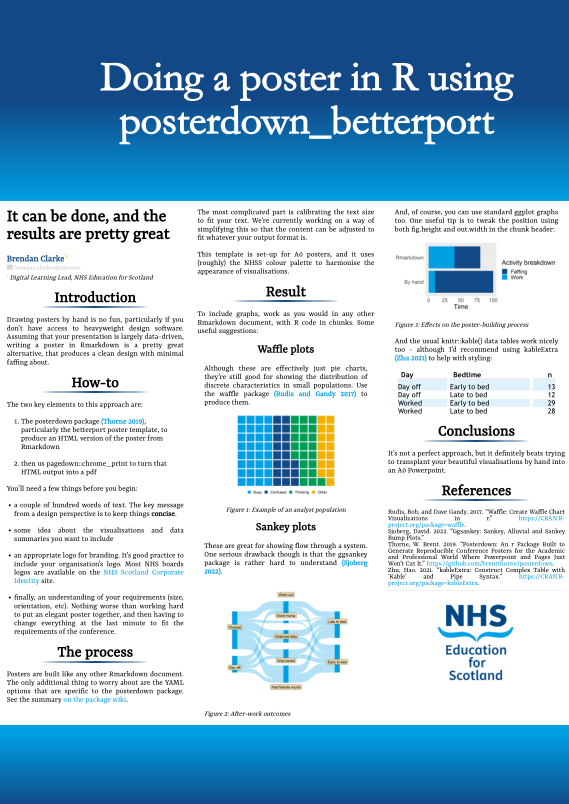 Doing a poster in R using
posterdown_betterport
It can be done, and the
results are pretty great
Brendan Clarke
Digital Learning Lead, NHS Education for Scotland
Introduction
Drawing posters by hand is no fun, particularly if
you don't have access to heavyweight design software.
Assuming that your presentation is largely data-driven,
writing a poster in Rmarkdown is a pretty great
alternative, that produces a clean design with minimal
faffing about.
How-to
The two key elements to this approach are:
1. The posterdown package (Thorne 2019),
particularly the betterport poster template, to
produce an HTML version of the poster from
Rmarkdown
2. then us pagedown::chrome_print to turn that
HTML output into a pdf
You'll need a few things before you begin:
• a couple of hundred words of text. The key message
from a design perspective is to keep things concise.
• some idea about the visualisations and data
summaries you want to include
• an appropriate logo for branding. It's good practice to
include your organisation's logo. Most NHS boards
logos are available on the NHS Scotland Corporate
Identity site.
• finally, an understanding of your requirements (size,
orientation, etc). Nothing worse than working hard
to put an elegant poster together, and then having to
change everything at the last minute to fit the
requirements of the conference.
The process
Posters are built like any other Rmarkdown document.
The only additional thing to worry about are the YAML
options that are specific to the posterdown package.
See the summary on the package wiki.
The most complicated part is calibrating the text size
to fit your text. We're currently working on a way of
simplifying this so that the content can be adjusted to
fit whatever your output format is.
This template is set-up for A0 posters, and it uses
(roughly) the NHSS colour palette to harmonise the
appearance of visualisations.
Result
To include graphs, work as you would in any other
Rmarkdown document, with R code in chunks. Some
useful suggestions:
Waffle plots
Although these are effectively just pie charts,
they're still good for showing the distribution of
discrete characteristics in small populations. Use
the waffle package (Rudis and Gandy 2017) to
produce them.
Busy Confused Thinking Other
Figure 1: Example of an analyst population
Sankey plots
These are great for showing flow through a system.
One serious drawback though is that the ggsankey
package is rather hard to understand (Sjoberg
2022).
Went out
Went home
Late to bed
Worked
Watched telly
Was bored
Early to bed
Day off
Had friends round
Figure 2: After-work outcomes
And, of course, you can use standard ggplot graphs
too. One useful tip is to tweak the position using
both fig.height and out.width in the chunk header:
Rmarkdown
By hand
0 25 50 75 100
Time
Activity breakdown
Faffing
Work
Figure 3: Effects on the poster-building process
And the usual knitr::kable() data tables work nicely
too – although I'd recommend using kableExtra
(Zhu 2021) to help with styling:
Day Bedtime n
Day off Early to bed 13
Day off Late to bed 12
Worked Early to bed 29
Worked Late to bed 28
Conclusions
It's not a perfect approach, but it definitely beats trying
to transplant your beautiful visualisations by hand into
an A0 Powerpoint.
References
Rudis, Bob, and Dave Gandy. 2017. "Waffle: Create Waffle Chart
Visualizations in r." https://CRAN.R-
project.org/package=waffle.
Sjoberg, David. 2022. "Ggsankey: Sankey, Alluvial and Sankey
Bump Plots."
Thorne, W. Brent. 2019. "Posterdown: An r Package Built to
Generate Reproducible Conference Posters for the Academic
and Professional World Where Powerpoint and Pages Just
Won't Cut It." https://github.com/brentthorne/posterdown.
Zhu, Hao. 2021. "kableExtra: Construct Complex Table with
'Kable' and Pipe Syntax." https://CRAN.R-
project.org/package=kableExtra.
NHS
Education
for
Scotland